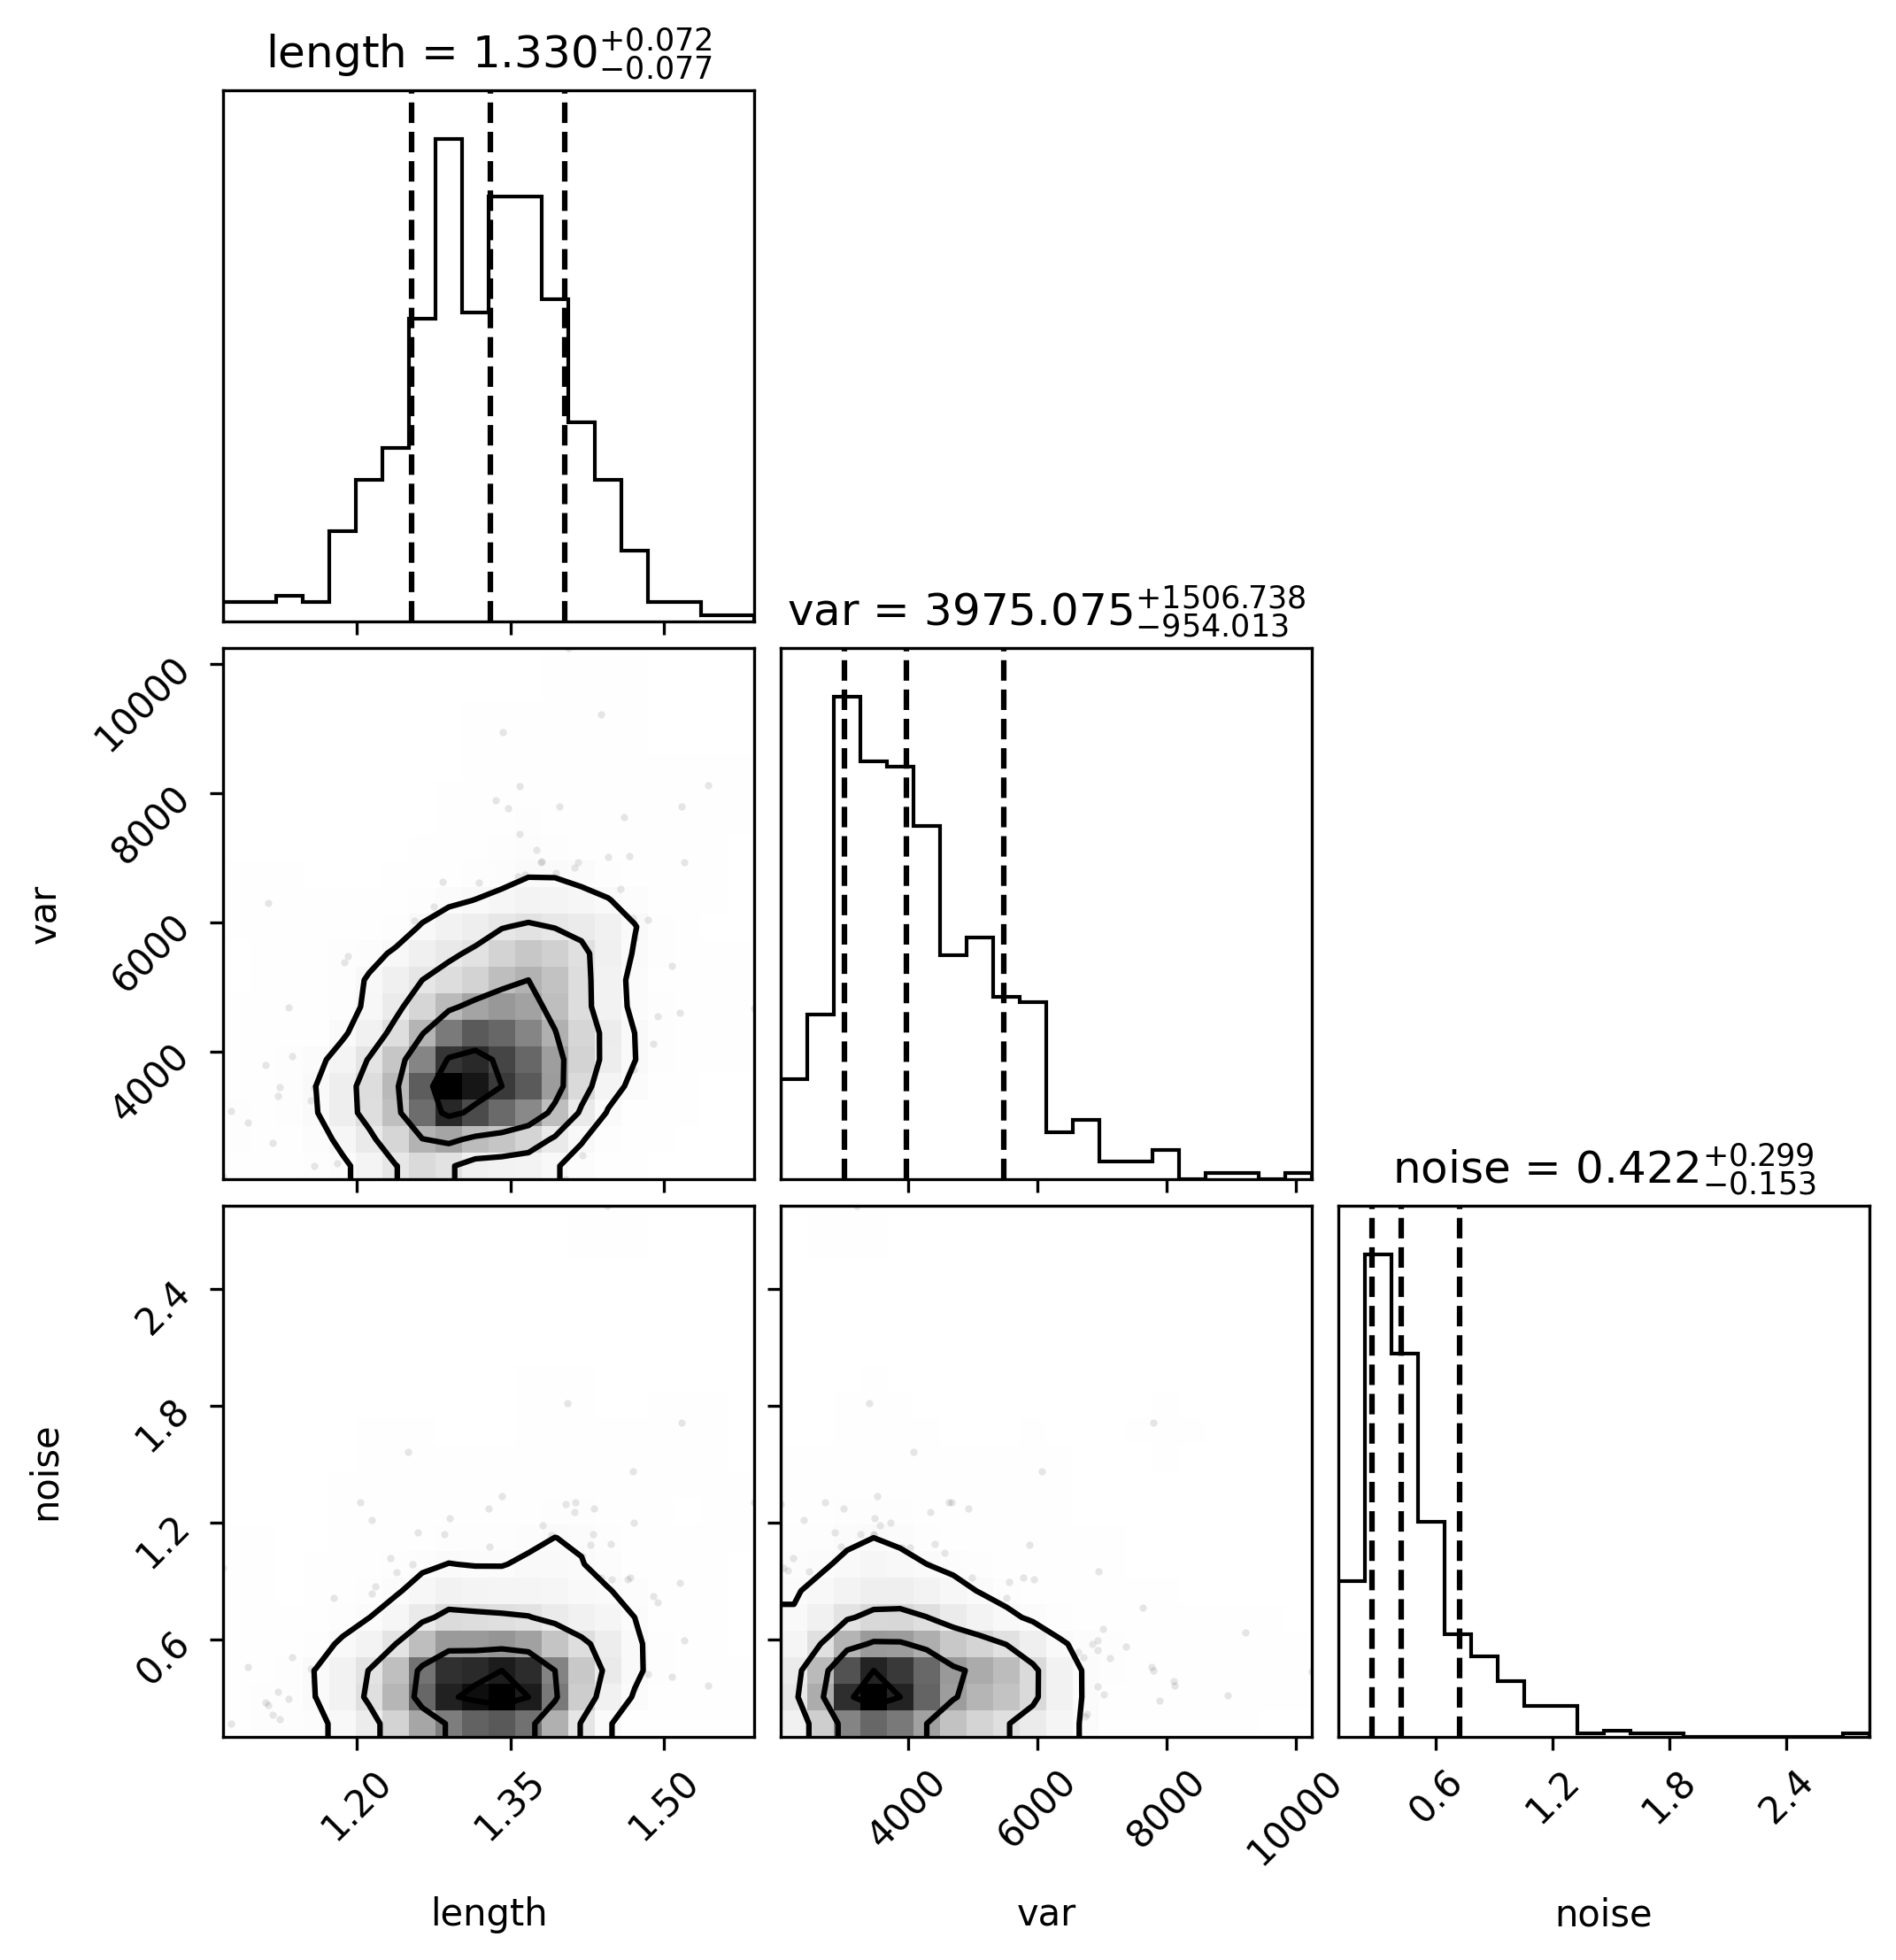 length = 1.330+0.072 −0.077
var = 3975.075+1506.738 −954.013
10000
8000
6000
4000
var
noise = 0.422+0.299 −0.153
2.4
1.8
1.2
0.6
noise
1.20 1.35 1.50 4000 6000 8000 10000 0.6 1.2 1.8 2.4
length var noise